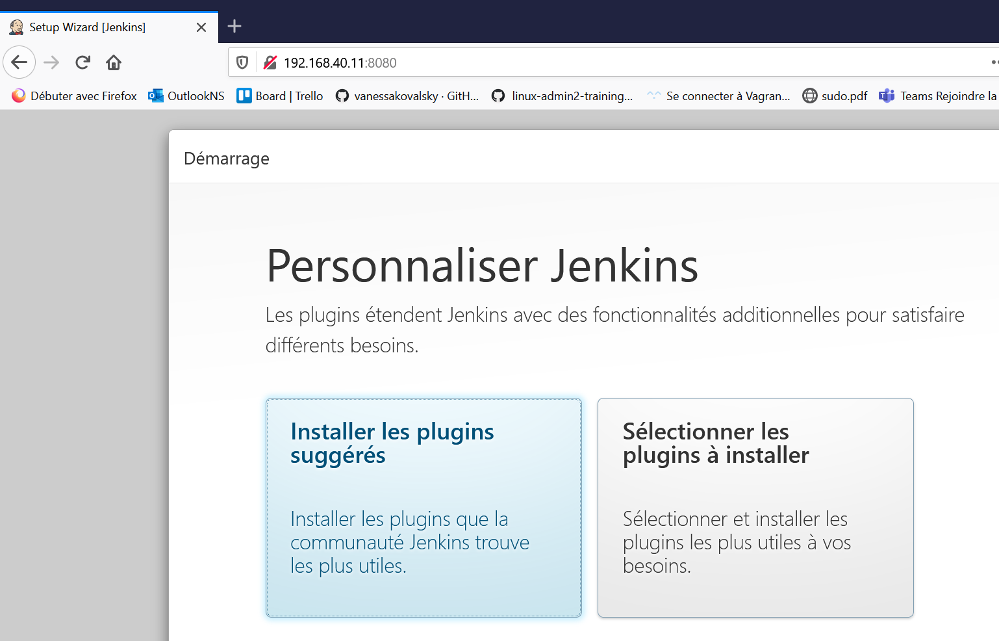 Setup Wizard [Jenkins]
192.168.40.11:8080
Débuter avec Firefox OutlookNS Board | Trello vanessakovalsky · GitH... linux-admin2-training... Se connecter à Vagran... sudo.pdf Teams Rejoindre la
Démarrage
Personnaliser Jenkins
Les plugins étendent Jenkins avec des fonctionnalités additionnelles pour satisfaire
différents besoins.
Installer les plugins
suggérés
Installer les plugins que la
communauté Jenkins trouve
les plus utiles.
Sélectionner les
plugins à installer
Sélectionner et installer les
plugins les plus utiles à vos
besoins.